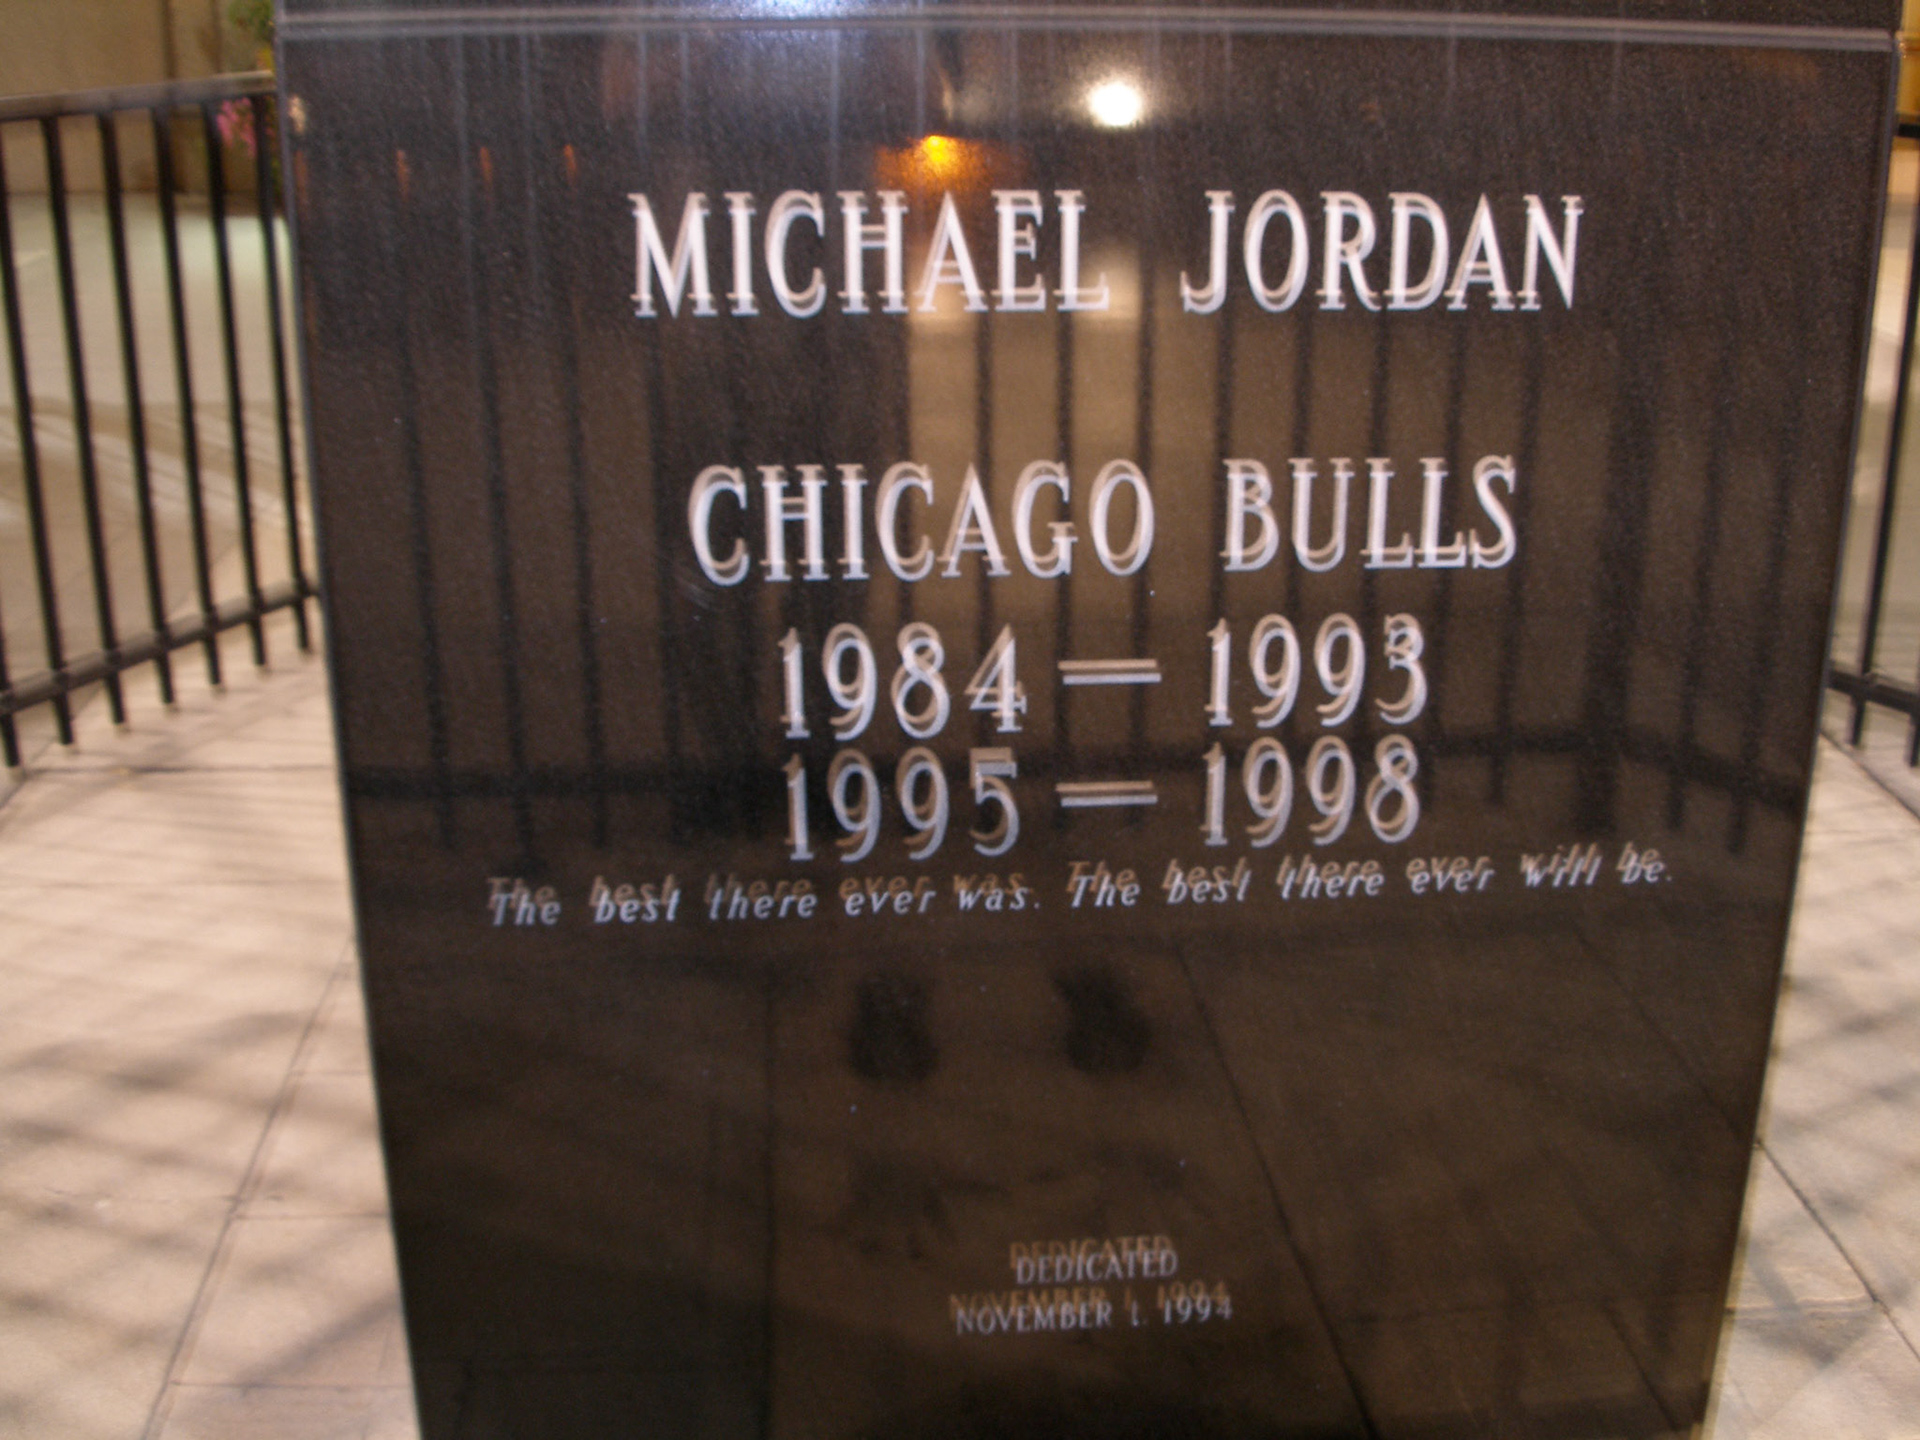 MICHAEL JORDAN
CHICAGO BULLS
1984 — 1993
1995 — 1998
The best there ever was. The best there ever will be.
DEDICATED
NOVEMBER 1, 1994